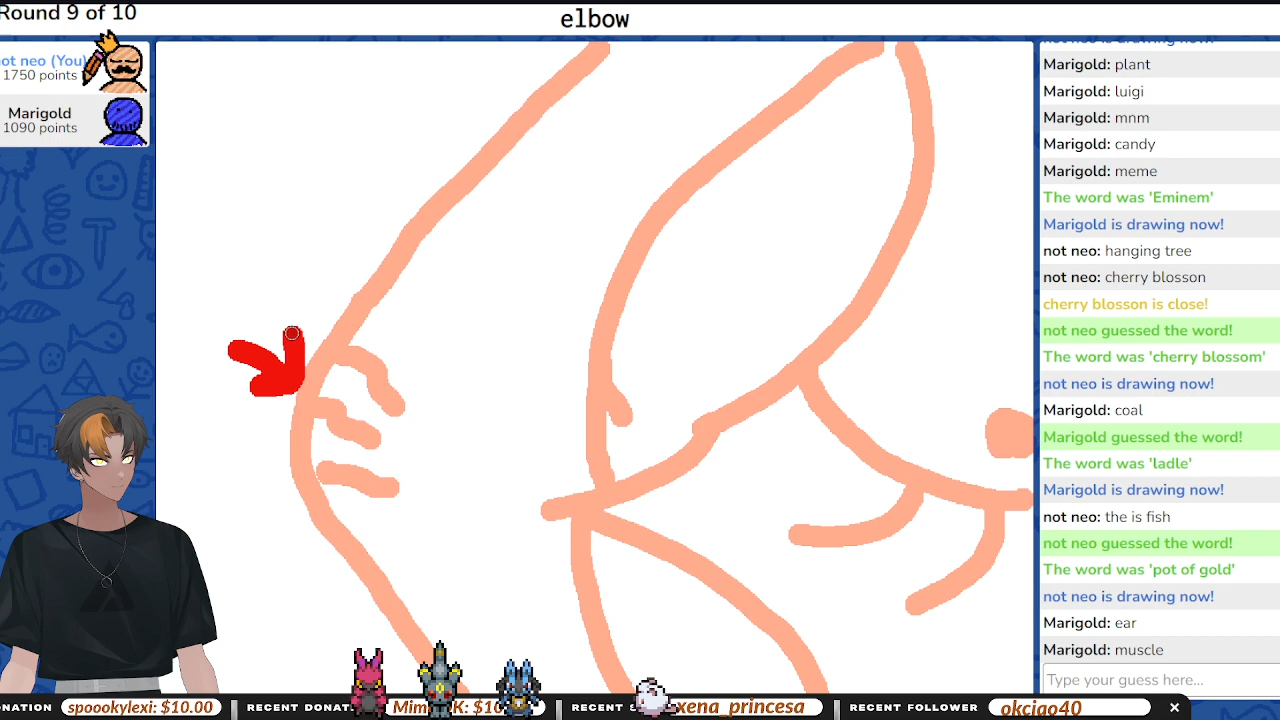 Round 9 of 10
elbow
not neo (You)
1750 points
Marigold
1090 points
not neo is drawing now!
Marigold: plant
Marigold: luigi
Marigold: mnm
Marigold: candy
Marigold: meme
The word was 'Eminem'
Marigold is drawing now!
not neo: hanging tree
not neo: cherry blosson
cherry blosson is close!
not neo guessed the word!
The word was 'cherry blossom'
not neo is drawing now!
Marigold: coal
Marigold guessed the word!
The word was 'ladle'
Marigold is drawing now!
not neo: the is fish
not neo guessed the word!
The word was 'pot of gold'
not neo is drawing now!
Marigold: ear
Marigold: muscle
Type your guess here...
ONATION spoookylexi: $10.00 RECENT DONAT Mim K: $10 RECENT S xena_princesa RECENT FOLLOWER okciao40